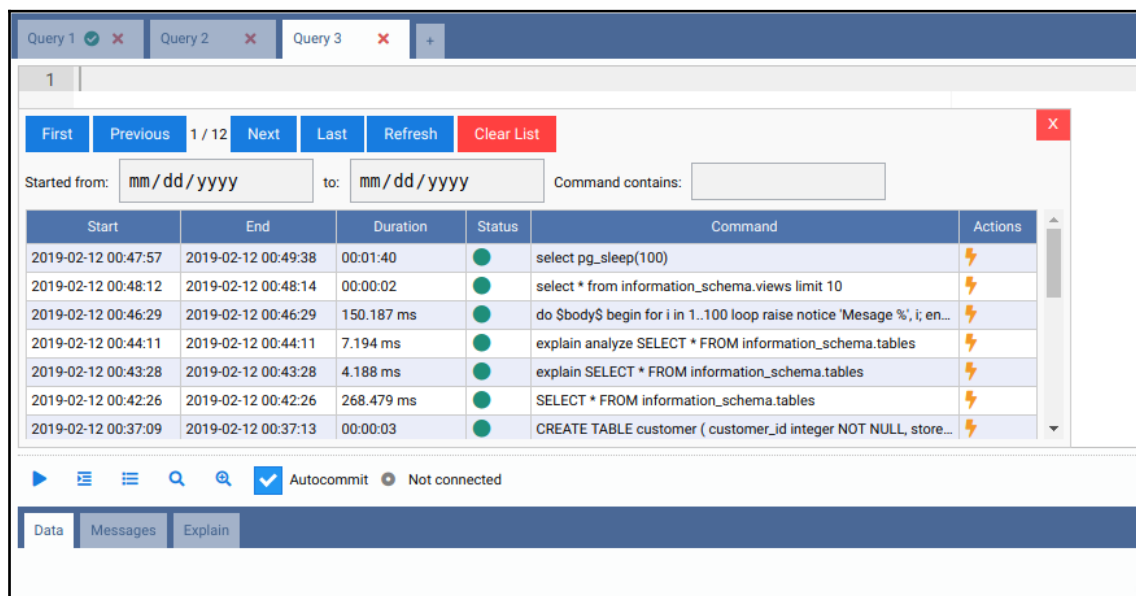 Query 1 Query 2 Query 3 +
1
First Previous 1 / 12 Next Last Refresh Clear List X
Started from: mm/dd/yyyy to: mm/dd/yyyy Command contains:
Start End Duration Status Command Actions
2019-02-12 00:47:57 2019-02-12 00:49:38 00:01:40 select pg_sleep(100)
2019-02-12 00:48:12 2019-02-12 00:48:14 00:00:02 select * from information_schema.views limit 10
2019-02-12 00:46:29 2019-02-12 00:46:29 150.187 ms do $body$ begin for i in 1..100 loop raise notice 'Mesage %', i; en...
2019-02-12 00:44:11 2019-02-12 00:44:11 7.194 ms explain analyze SELECT * FROM information_schema.tables
2019-02-12 00:43:28 2019-02-12 00:43:28 4.188 ms explain SELECT * FROM information_schema.tables
2019-02-12 00:42:26 2019-02-12 00:42:26 268.479 ms SELECT * FROM information_schema.tables
2019-02-12 00:37:09 2019-02-12 00:37:13 00:00:03 CREATE TABLE customer ( customer_id integer NOT NULL, store...
Autocommit Not connected
Data Messages Explain